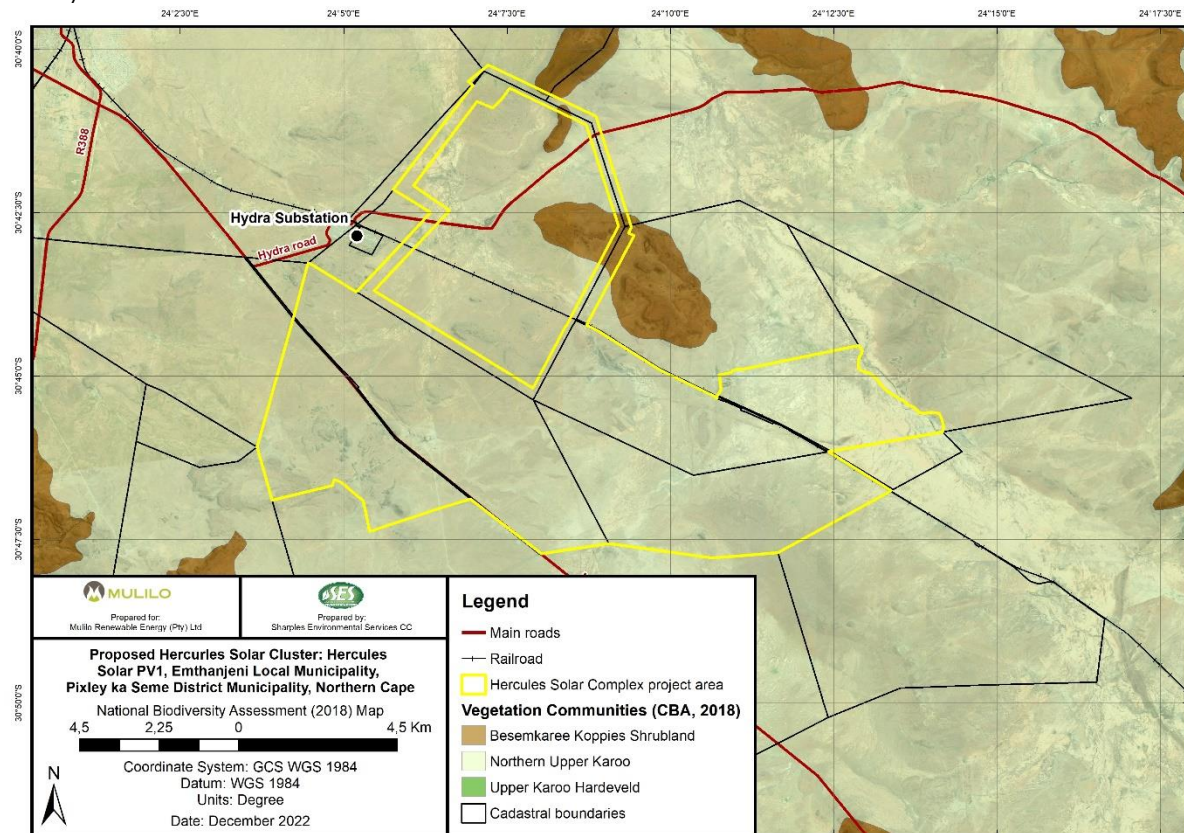 24°2'30"E
24°5'0"E
24°7'30"E
24°10'0"E
24°12'30"E
24°15'0"E
24°17'30"E
30°40'0"S
30°42'30"S
30°45'0"S
30°47'30"S
30°50'0"S
R388
Hydra Substation
Hydra road
MULILO
Prepared for:
Mulilo Renewable Energy (Pty) Ltd
SES
Prepared by:
Sharples Environmental Services CC
Proposed Hercurles Solar Cluster: Hercules
Solar PV1, Emthanjeni Local Municipality,
Pixley ka Seme District Municipality, Northern Cape
National Biodiversity Assessment (2018) Map
4,5 2,25 0 4,5 Km
Coordinate System: GCS WGS 1984
Datum: WGS 1984
Units: Degree
Date: December 2022
N
Legend
Main roads
Railroad
Hercules Solar Complex project area
Vegetation Communities (CBA, 2018)
Besemkaree Koppies Shrubland
Northern Upper Karoo
Upper Karoo Hardeveld
Cadastral boundaries